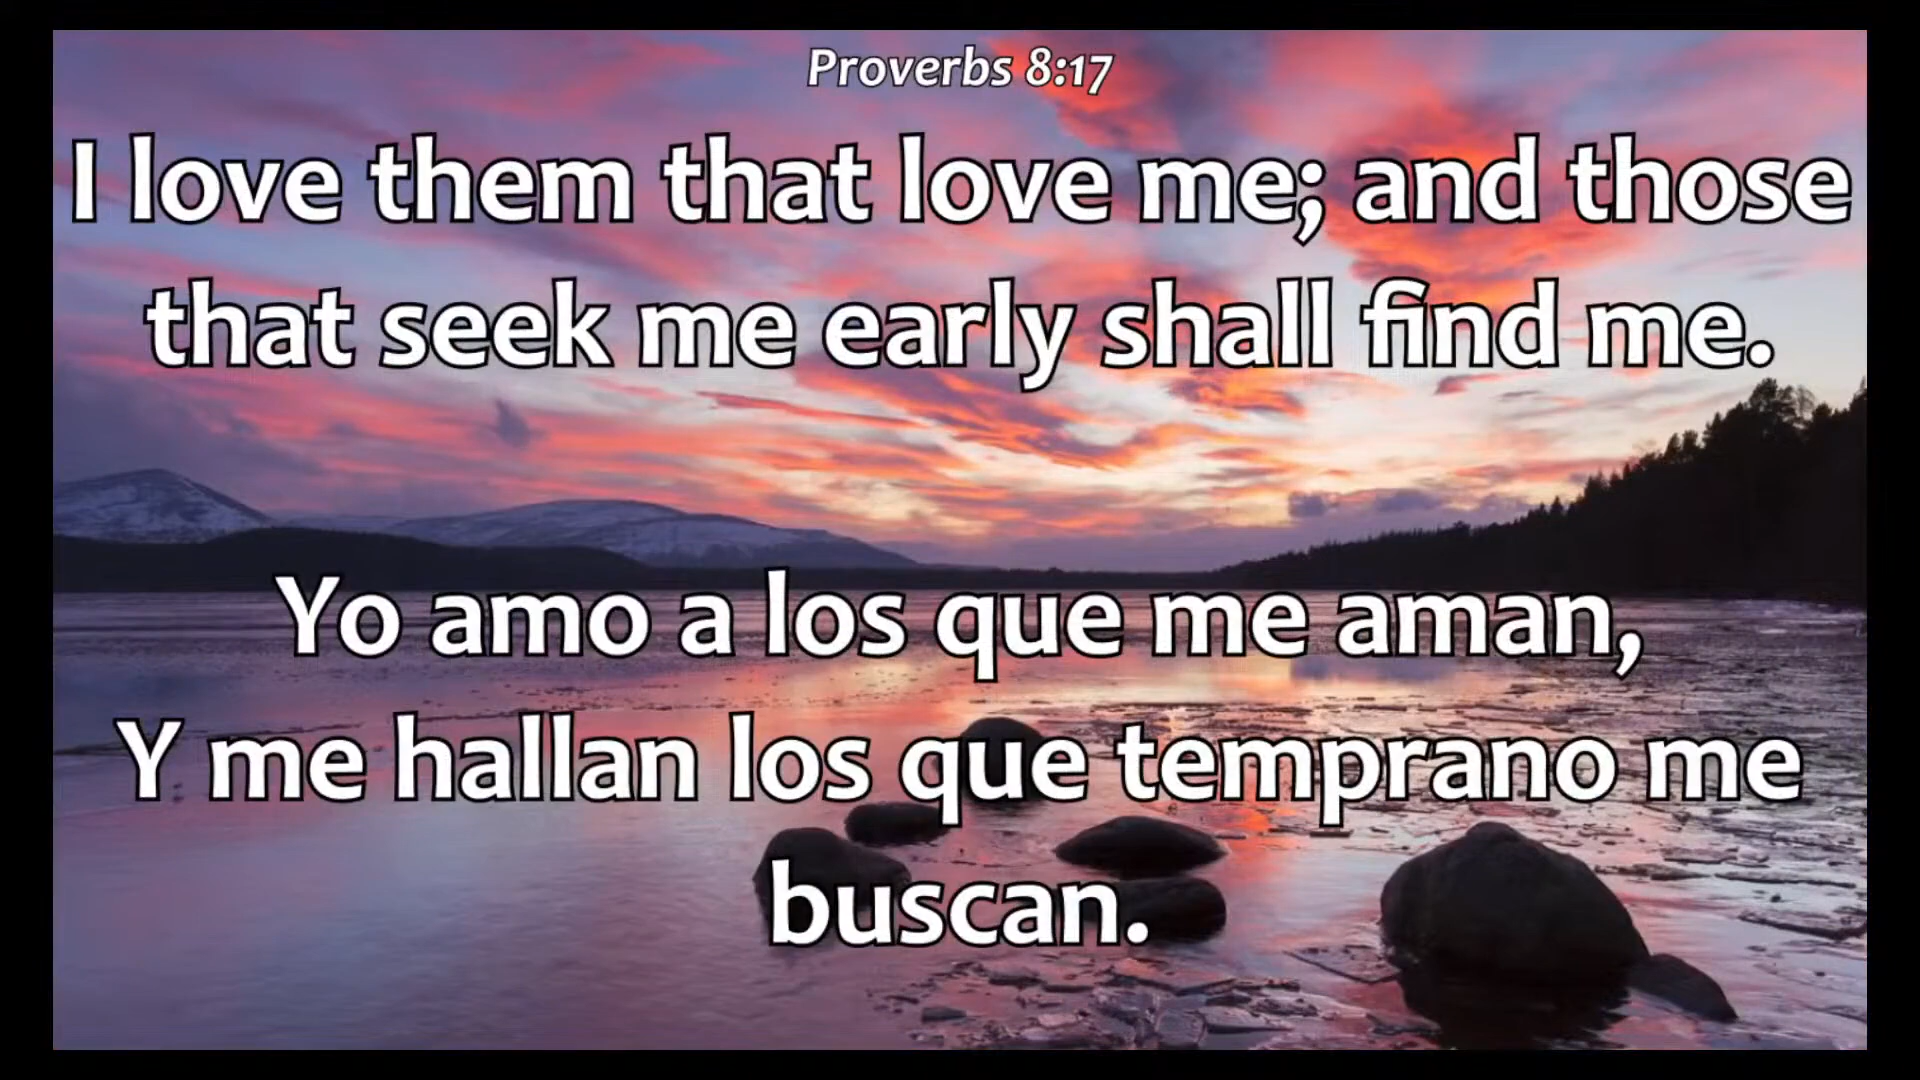 Proverbs 8:17
I love them that love me; and those
that seek me early shall find me.
Yo amo a los que me aman,
Y me hallan los que temprano me
buscan.